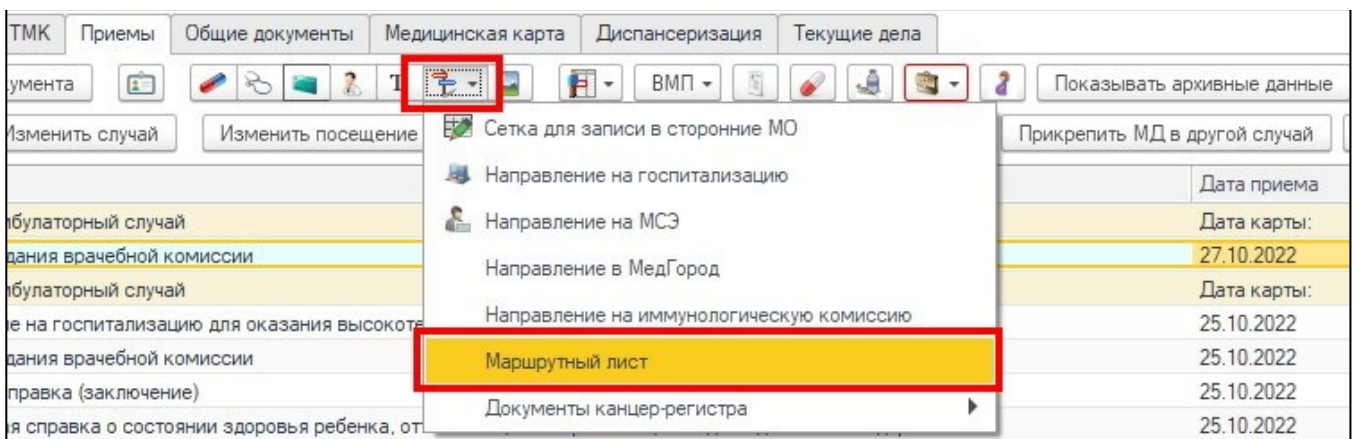 ТМК Приемы Общие документы Медицинская карта Диспансеризация Текущие дела
умента Т ВМП Показывать архивные данные
Изменить случай Изменить посещение Прикрепить МД в другой случай
Сетка для записи в сторонние МО
Направление на госпитализацию
Дата приема
Направление на МСЭ
булаторный случай Дата карты:
дания врачебной комиссии 27.10.2022
Направление в МедГород
булаторный случай Дата карты:
Направление на иммунологическую комиссию
е на госпитализацию для оказания высокоте 25.10.2022
Маршрутный лист
дания врачебной комиссии 25.10.2022
правка (заключение) 25.10.2022
Документы канцер-регистра
я справка о состоянии здоровья ребенка, от 25.10.2022